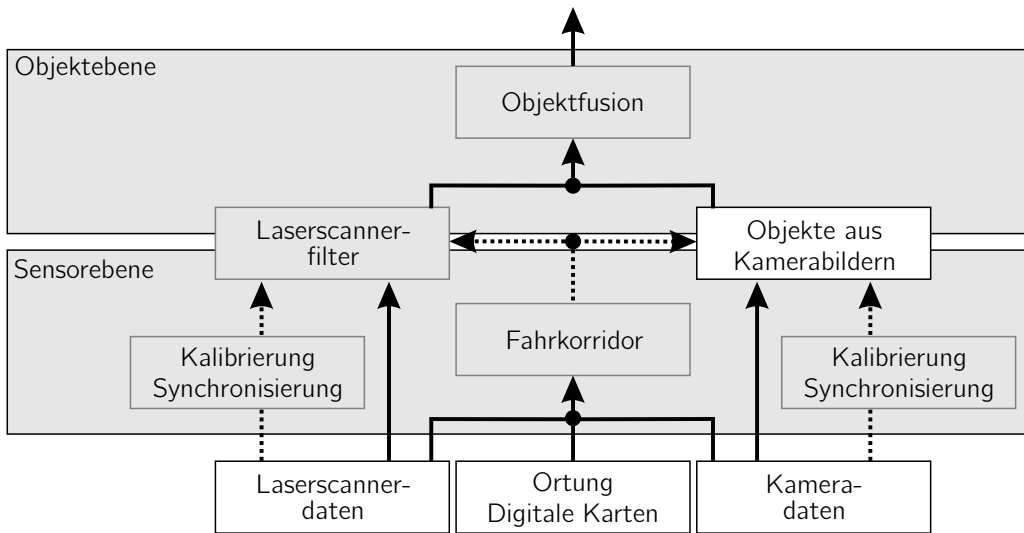 Objektebene
Objektfusion
Laserscanner-
filter
Objekte aus
Kamerabildern
Sensorebene
Fahrkorridor
Kalibrierung
Synchronisierung
Kalibrierung
Synchronisierung
Laserscanner-
daten
Ortung
Digitale Karten
Kamera-
daten